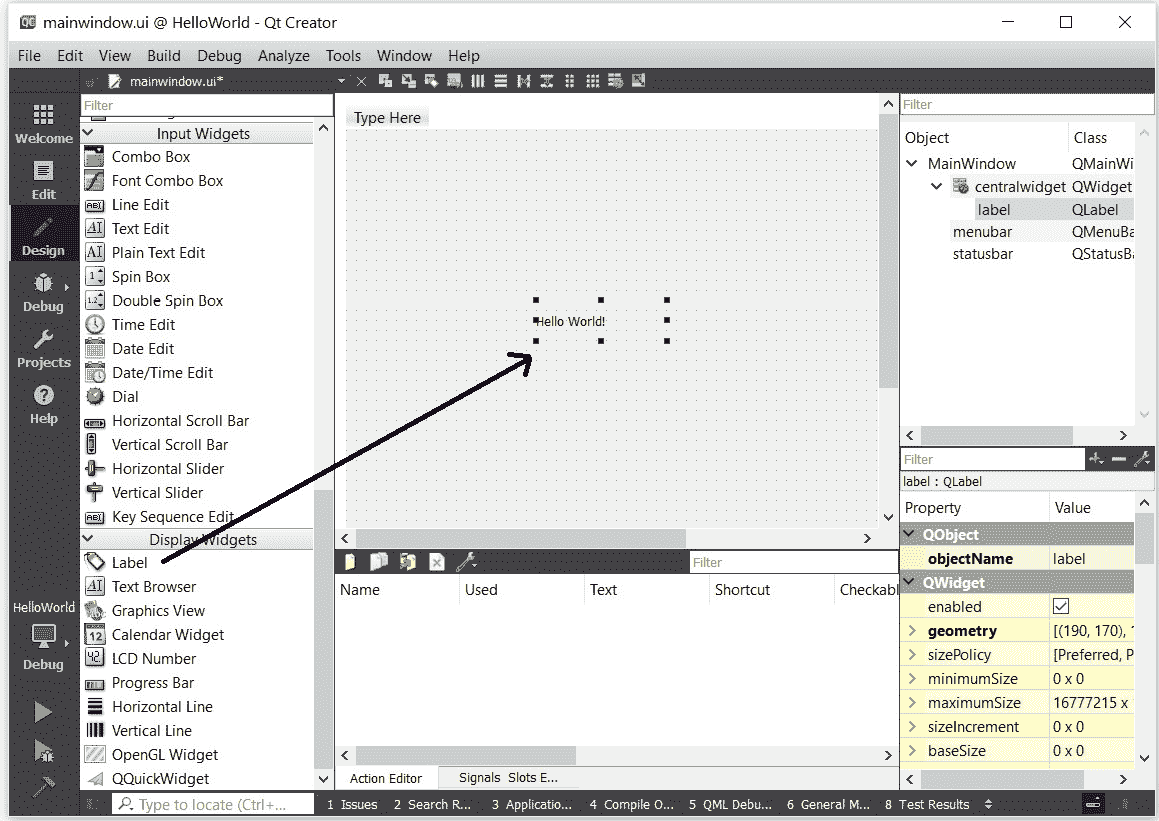 mainwindow.ui @ HelloWorld - Qt Creator
File Edit View Build Debug Analyze Tools Window Help
mainwindow.ui*
Welcome
Edit
Design
Debug
Projects
Help
HelloWorld
Debug
Filter
Input Widgets
Combo Box
Font Combo Box
Line Edit
Text Edit
Plain Text Edit
Spin Box
Double Spin Box
Time Edit
Date Edit
Date/Time Edit
Dial
Horizontal Scroll Bar
Vertical Scroll Bar
Horizontal Slider
Vertical Slider
Key Sequence Edit
Display Widgets
Label
Text Browser
Graphics View
Calendar Widget
LCD Number
Progress Bar
Horizontal Line
Vertical Line
OpenGL Widget
QQuickWidget
Type Here
Hello World!
Filter
Name Used Text Shortcut Checkabl
Action Editor Signals Slots E...
Filter
Object Class
MainWindow QMainWi
centralwidget QWidget
label QLabel
menubar QMenuBa
statusbar QStatusBa
Filter
label : QLabel
Property Value
QObject
objectName label
QWidget
enabled
geometry [(190, 170), 1
sizePolicy [Preferred, P
minimumSize 0 x 0
maximumSize 16777215 x
sizeIncrement 0 x 0
baseSize 0 x 0
Type to locate (Ctrl+...
1 Issues 2 Search R... 3 Applicatio... 4 Compile O... 5 QML Debu... 6 General M... 8 Test Results